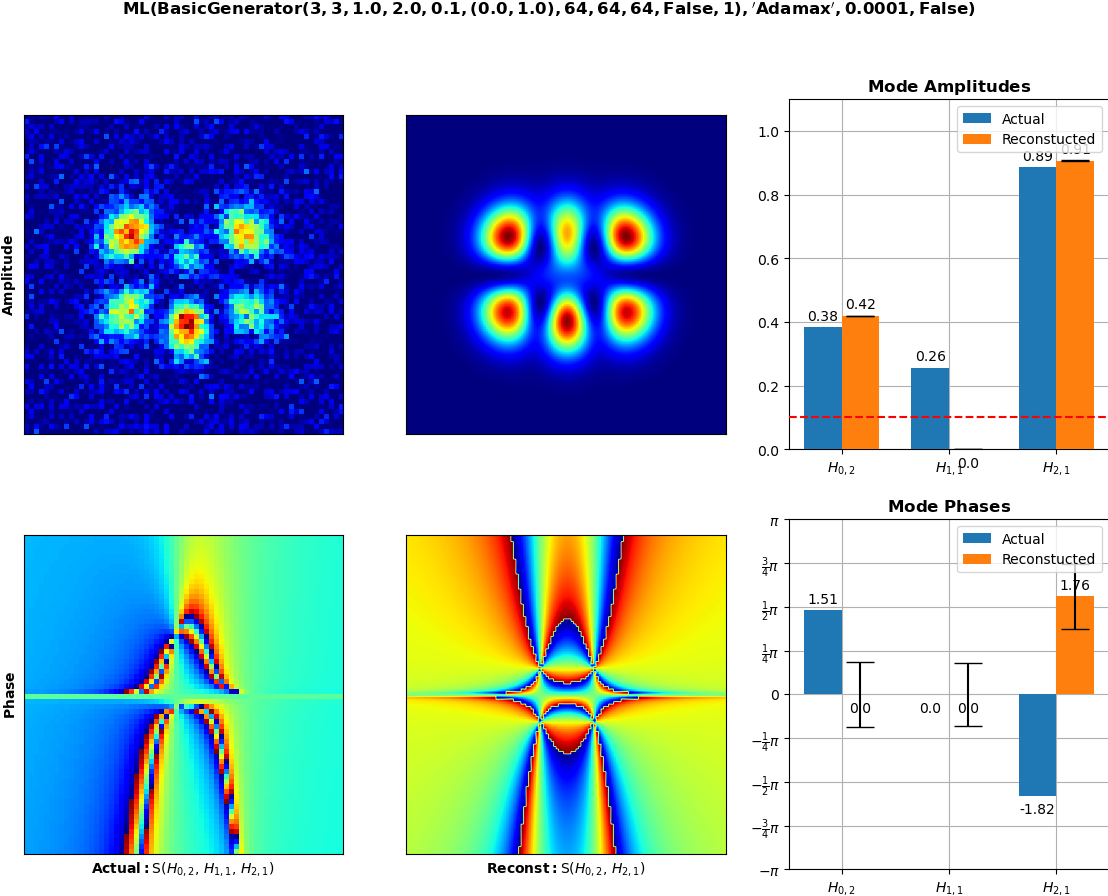 ML(BasicGenerator(3, 3, 1.0, 2.0, 0.1, (0.0, 1.0), 64, 64, 64, False, 1), ′Adamax′, 0.0001, False)
Mode Amplitudes
Actual
Reconstucted
1.0
0.8
0.6
0.4
0.2
0.0
0.38
0.42
0.26
0.0
0.89
0.91
H0,2
H1,1
H2,1
Amplitude
Mode Phases
Actual
Reconstucted
π
3/4π
1/2π
1/4π
0
−1/4π
−1/2π
−3/4π
−π
1.51
0.0
0.0
0.0
-1.82
1.76
H0,2
H1,1
H2,1
Phase
Actual: S(H0,2, H1,1, H2,1)
Reconst: S(H0,2, H2,1)